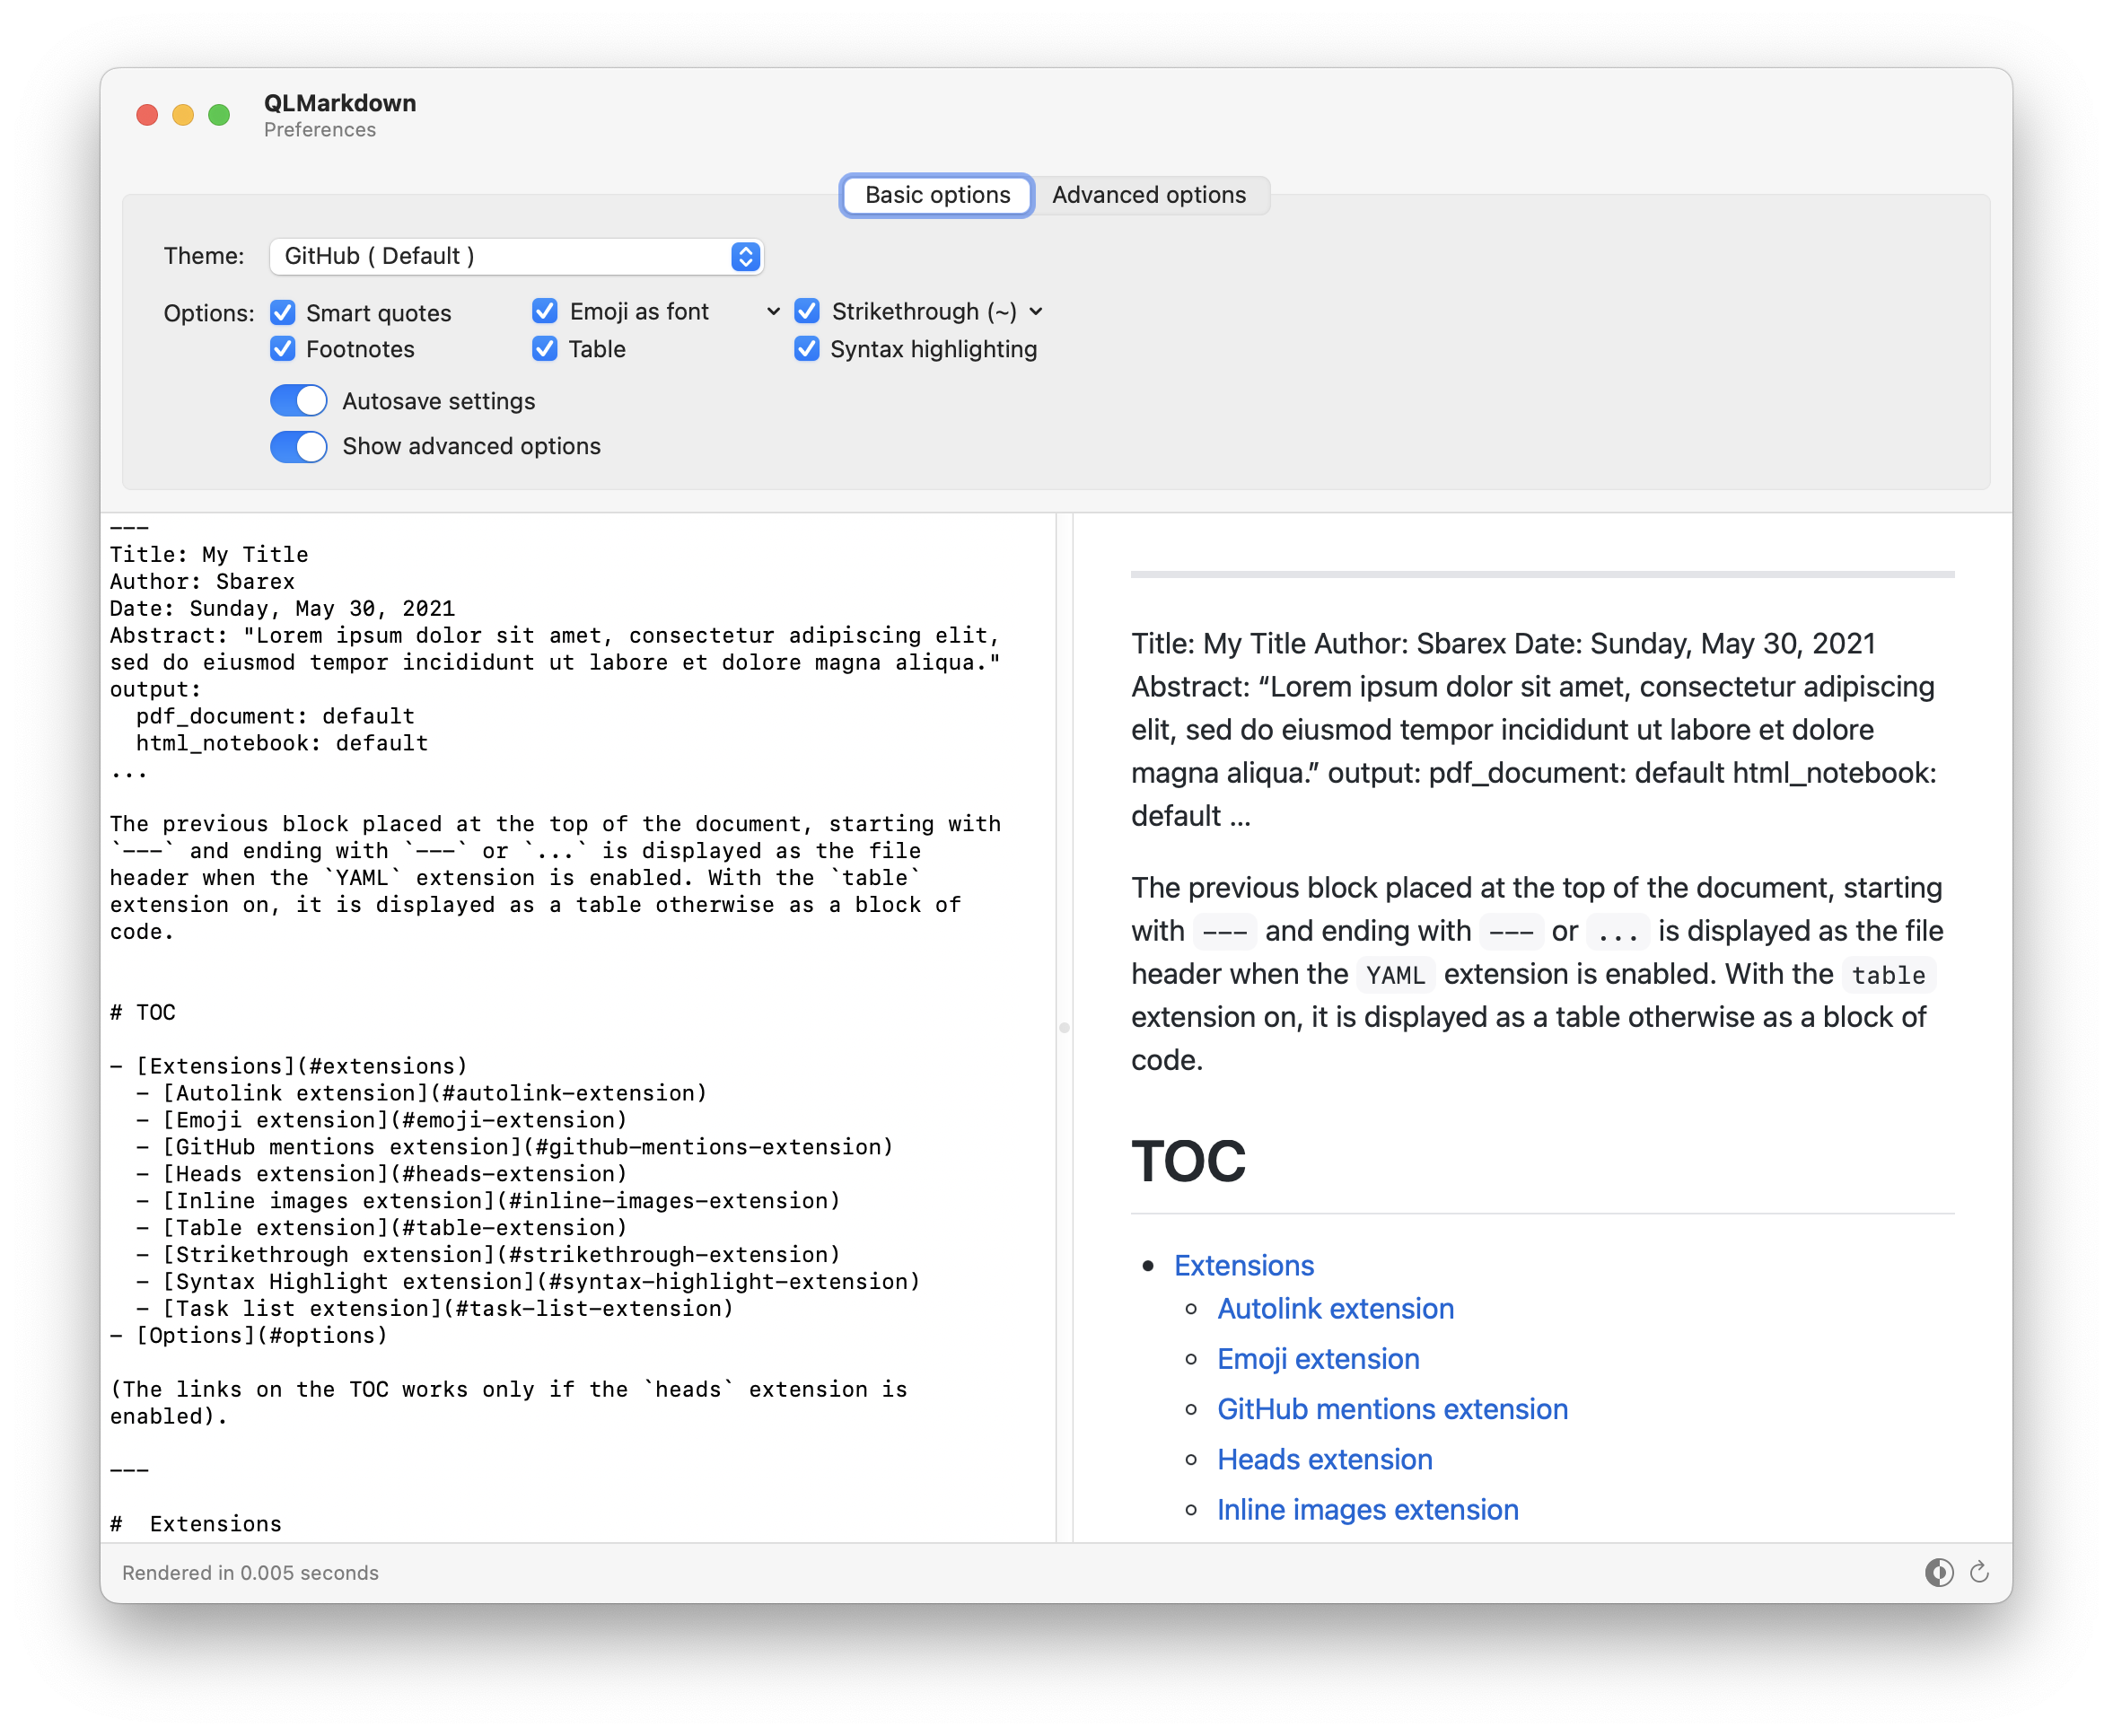 QLMarkdown
Preferences
Basic options Advanced options
Theme: GitHub ( Default )
Options: Smart quotes Emoji as font Strikethrough (~)
Footnotes Table Syntax highlighting
Autosave settings
Show advanced options
---
Title: My Title
Author: Sbarex
Date: Sunday, May 30, 2021
Abstract: "Lorem ipsum dolor sit amet, consectetur adipiscing elit,
sed do eiusmod tempor incididunt ut labore et dolore magna aliqua."
output:
  pdf_document: default
  html_notebook: default
...
The previous block placed at the top of the document, starting with
`---` and ending with `---` or `...` is displayed as the file
header when the `YAML` extension is enabled. With the `table`
extension on, it is displayed as a table otherwise as a block of
code.
# TOC
- [Extensions](#extensions)
  - [Autolink extension](#autolink-extension)
  - [Emoji extension](#emoji-extension)
  - [GitHub mentions extension](#github-mentions-extension)
  - [Heads extension](#heads-extension)
  - [Inline images extension](#inline-images-extension)
  - [Table extension](#table-extension)
  - [Strikethrough extension](#strikethrough-extension)
  - [Syntax Highlight extension](#syntax-highlight-extension)
  - [Task list extension](#task-list-extension)
- [Options](#options)
(The links on the TOC works only if the `heads` extension is
enabled).
---
#  Extensions
Title: My Title Author: Sbarex Date: Sunday, May 30, 2021
Abstract: “Lorem ipsum dolor sit amet, consectetur adipiscing
elit, sed do eiusmod tempor incididunt ut labore et dolore
magna aliqua.” output: pdf_document: default html_notebook:
default …
The previous block placed at the top of the document, starting
with --- and ending with --- or ... is displayed as the file
header when the YAML extension is enabled. With the table
extension on, it is displayed as a table otherwise as a block of
code.
TOC
• Extensions
◦ Autolink extension
◦ Emoji extension
◦ GitHub mentions extension
◦ Heads extension
◦ Inline images extension
Rendered in 0.005 seconds